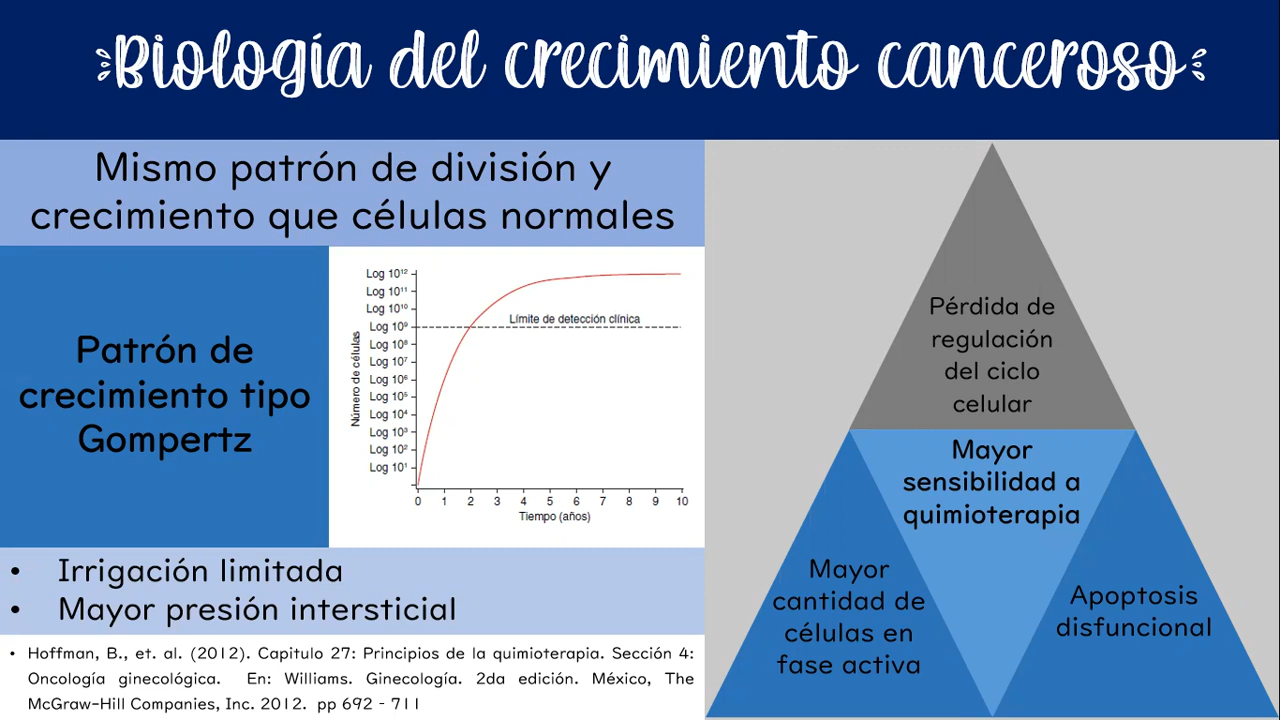 Biología del crecimiento canceroso
Mismo patrón de división y
crecimiento que células normales
Patrón de
crecimiento tipo
Gompertz
Número de células
Log 10¹²
Log 10¹¹
Log 10¹⁰
Log 10⁹
Log 10⁸
Log 10⁷
Log 10⁶
Log 10⁵
Log 10⁴
Log 10³
Log 10²
Log 10¹
Límite de detección clínica
0 1 2 3 4 5 6 7 8 9 10
Tiempo (años)
• Irrigación limitada
• Mayor presión intersticial
• Hoffman, B., et. al. (2012). Capitulo 27: Principios de la quimioterapia. Sección 4:
Oncología ginecológica. En: Williams. Ginecología. 2da edición. México, The
McGraw-Hill Companies, Inc. 2012. pp 692 - 711
Pérdida de
regulación
del ciclo
celular
Mayor
sensibilidad a
quimioterapia
Mayor
cantidad de
células en
fase activa
Apoptosis
disfuncional